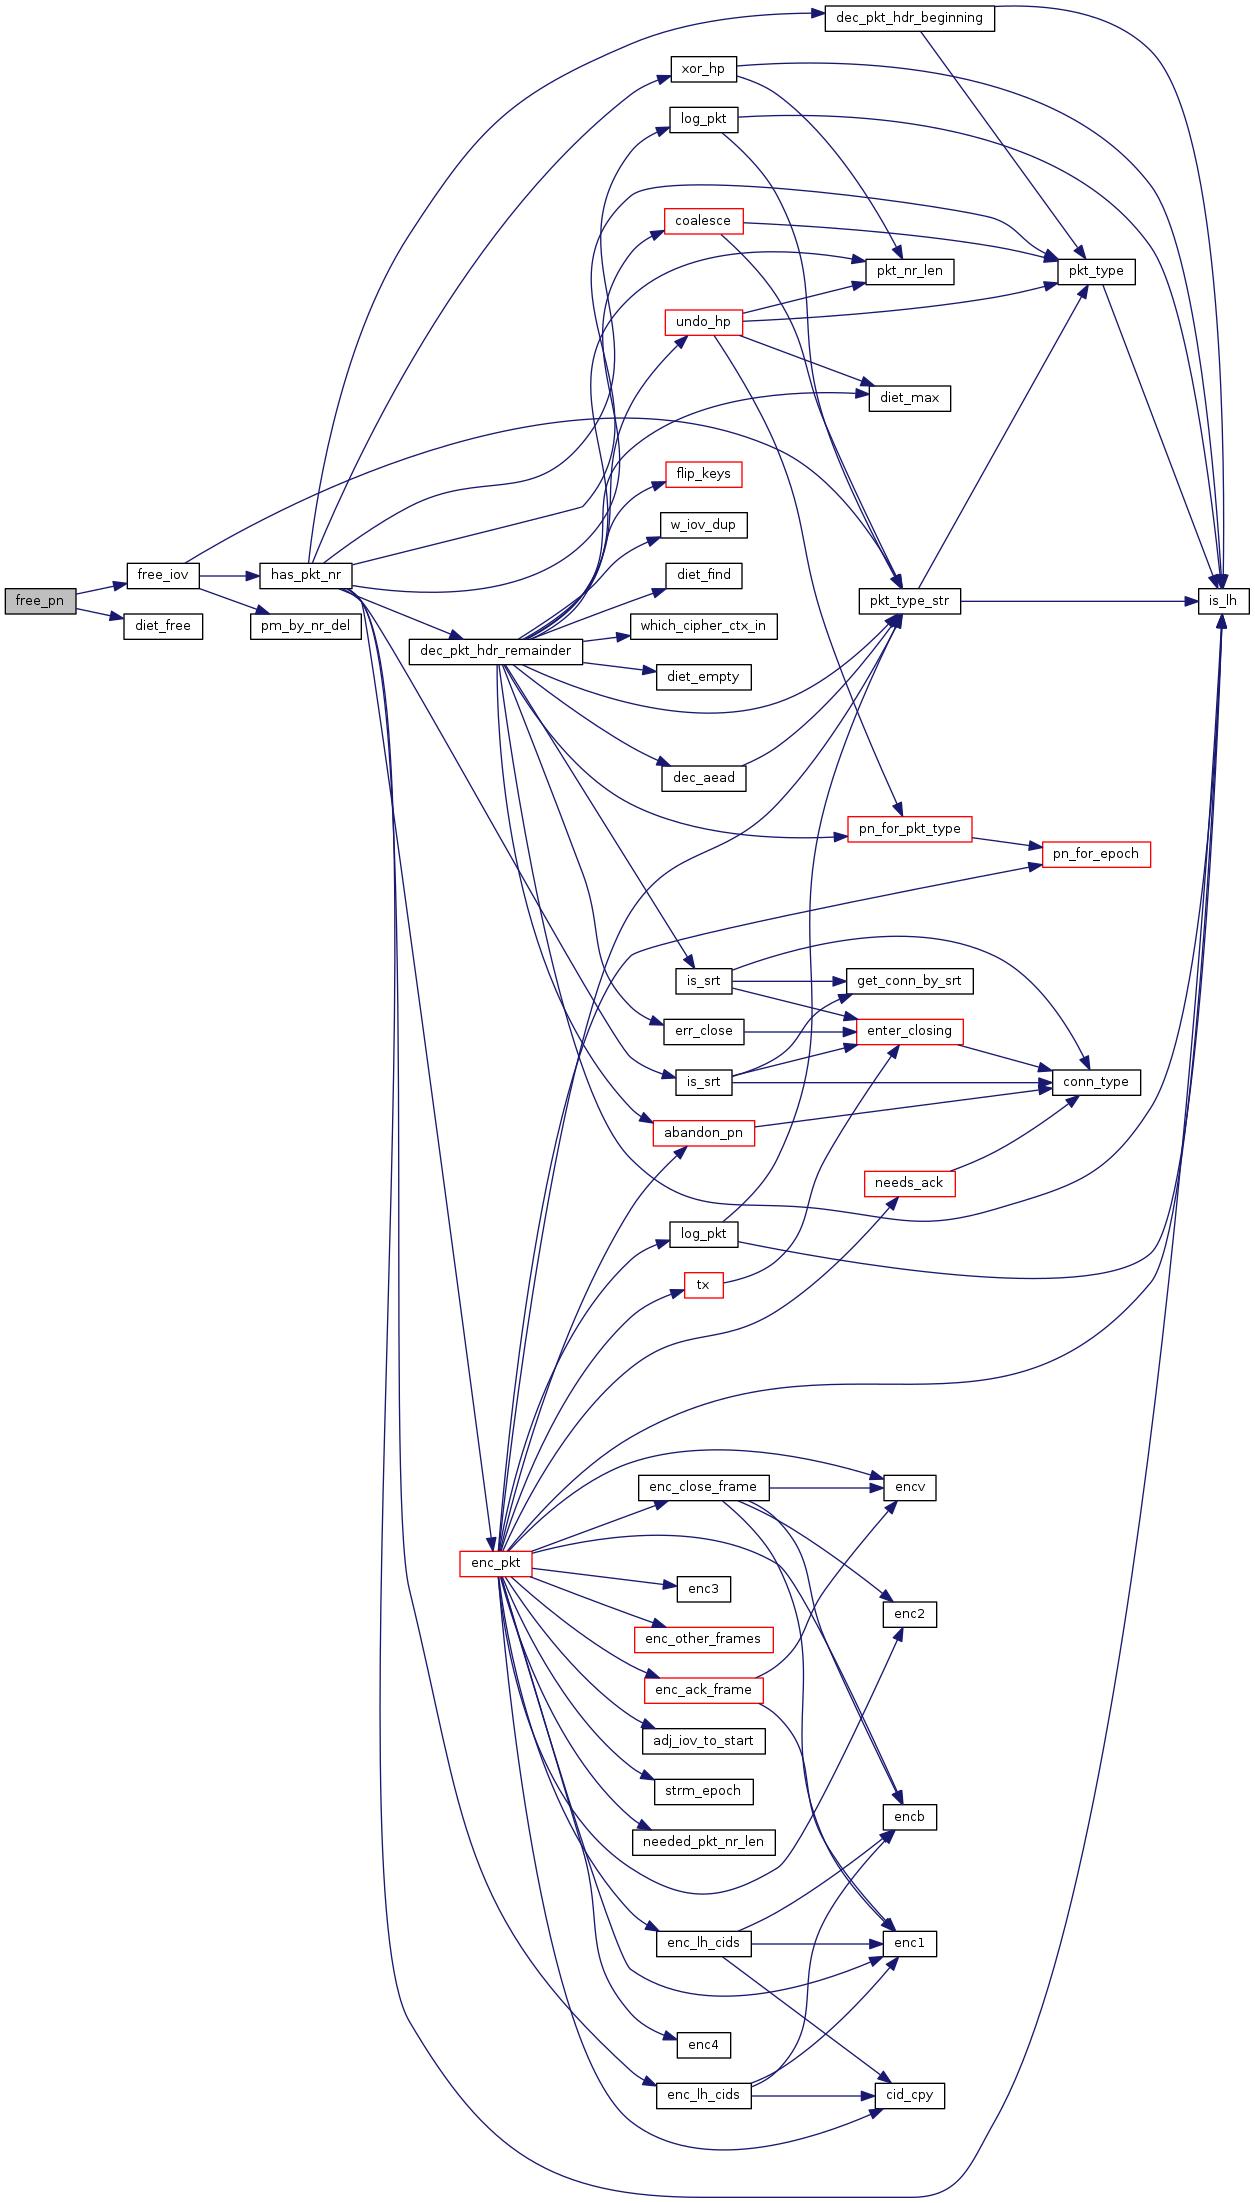 dec_pkt_hdr_beginning
xor_hp
log_pkt
coalesce
pkt_nr_len
pkt_type
undo_hp
diet_max
flip_keys
w_iov_dup
free_iov
has_pkt_nr
diet_find
free_pn
pkt_type_str
is_lh
diet_free
pm_by_nr_del
which_cipher_ctx_in
dec_pkt_hdr_remainder
diet_empty
dec_aead
pn_for_pkt_type
pn_for_epoch
is_srt
get_conn_by_srt
err_close
enter_closing
is_srt
conn_type
abandon_pn
needs_ack
log_pkt
tx
enc_close_frame
encv
enc_pkt
enc3
enc2
enc_other_frames
enc_ack_frame
adj_iov_to_start
strm_epoch
encb
needed_pkt_nr_len
enc_lh_cids
enc1
enc4
enc_lh_cids
cid_cpy